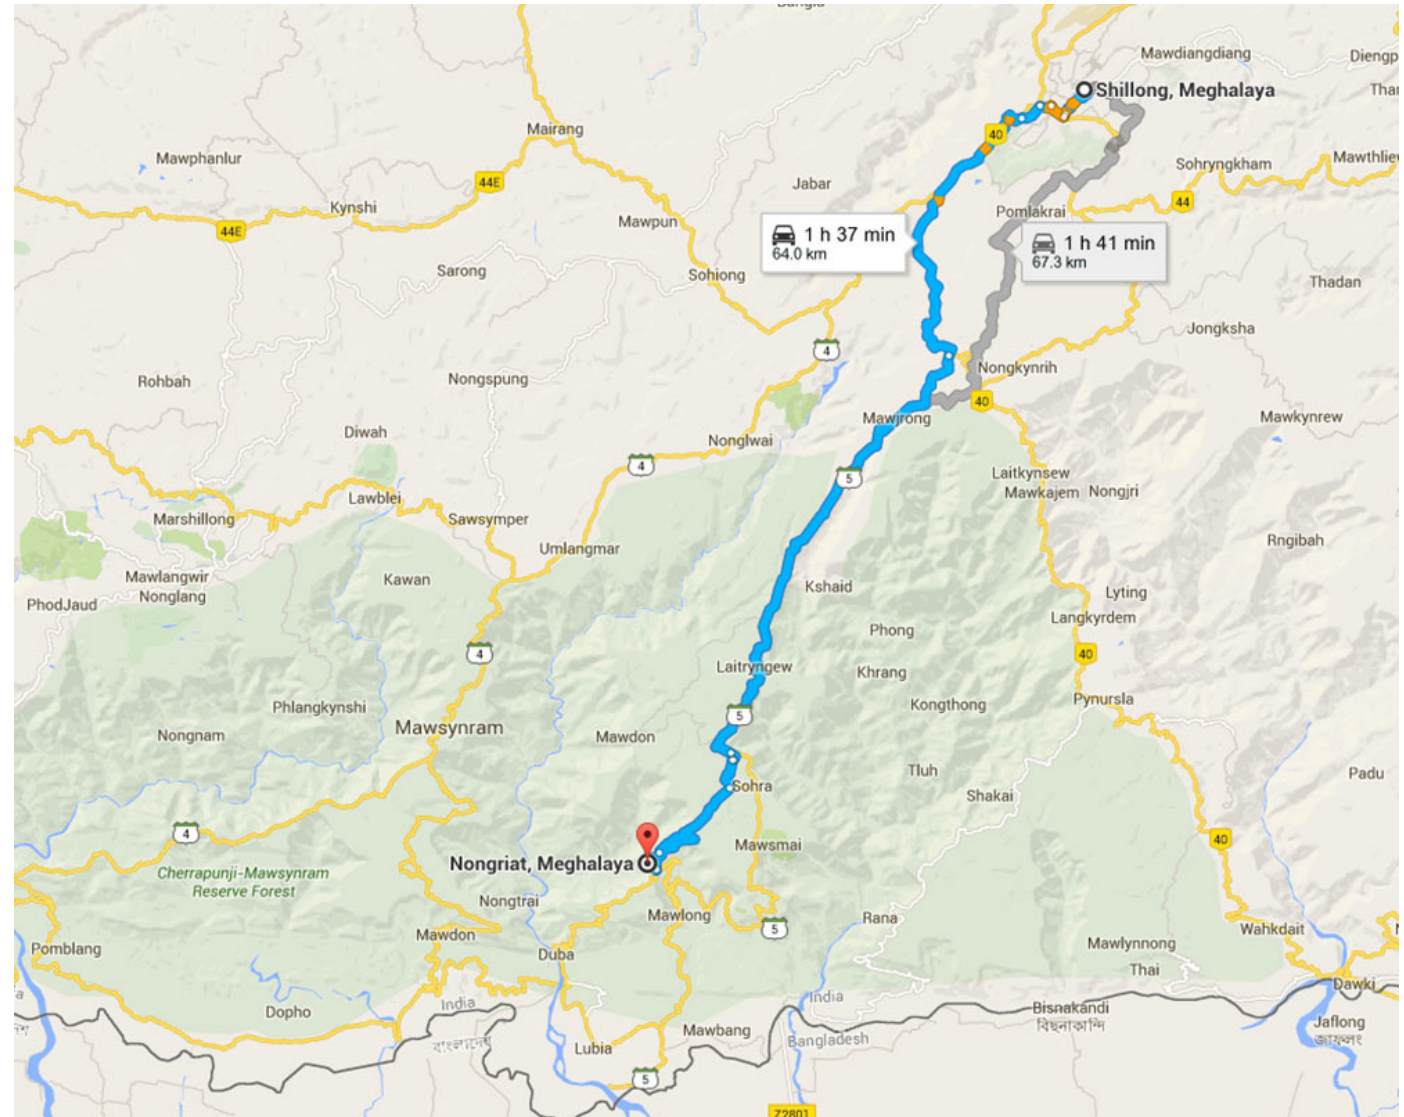 Mawdiangdiang
Shillong, Meghalaya
Mairang
40
Mawphanlur
Sohryngkham
44E
Jabar
Kynshi
44
Pomlakrai
Mawpun
44E
1 h 37 min
64.0 km
1 h 41 min
67.3 km
Sarong
Sohiong
Thadan
Jongksha
4
Nongkynrih
Rohbah
Nongspung
40
Mawjrong
Mawkynrew
Diwah
Nonglwai
4
5
Laitkynsew
Mawkajem
Nongjri
Lawblei
Marshillong
Sawsymper
Rngibah
Umlangmar
Mawlangwir
Nonglang
Kawan
Kshaid
Lyting
PhodJaud
Langkyrdem
Phong
4
40
Laitryngew
Khrang
Kongthong
Pynursla
Phlangkynshi
5
Mawsynram
Nongnam
Mawdon
Tluh
Padu
Sohra
Shakai
4
40
Mawsmai
Nongriat, Meghalaya
Cherrapunji-Mawsynram
Reserve Forest
Nongtrai
Mawlong
Rana
5
Wahkdait
Mawdon
Pomblang
Duba
Mawlynnong
Thai
Dawki
India
India
Dopho
Bisnakandi
বিছনাকান্দি
Mawbang
Bangladesh
Jaflong
জাফলং
বাংলাদেশ
Lubia
5
Z2801